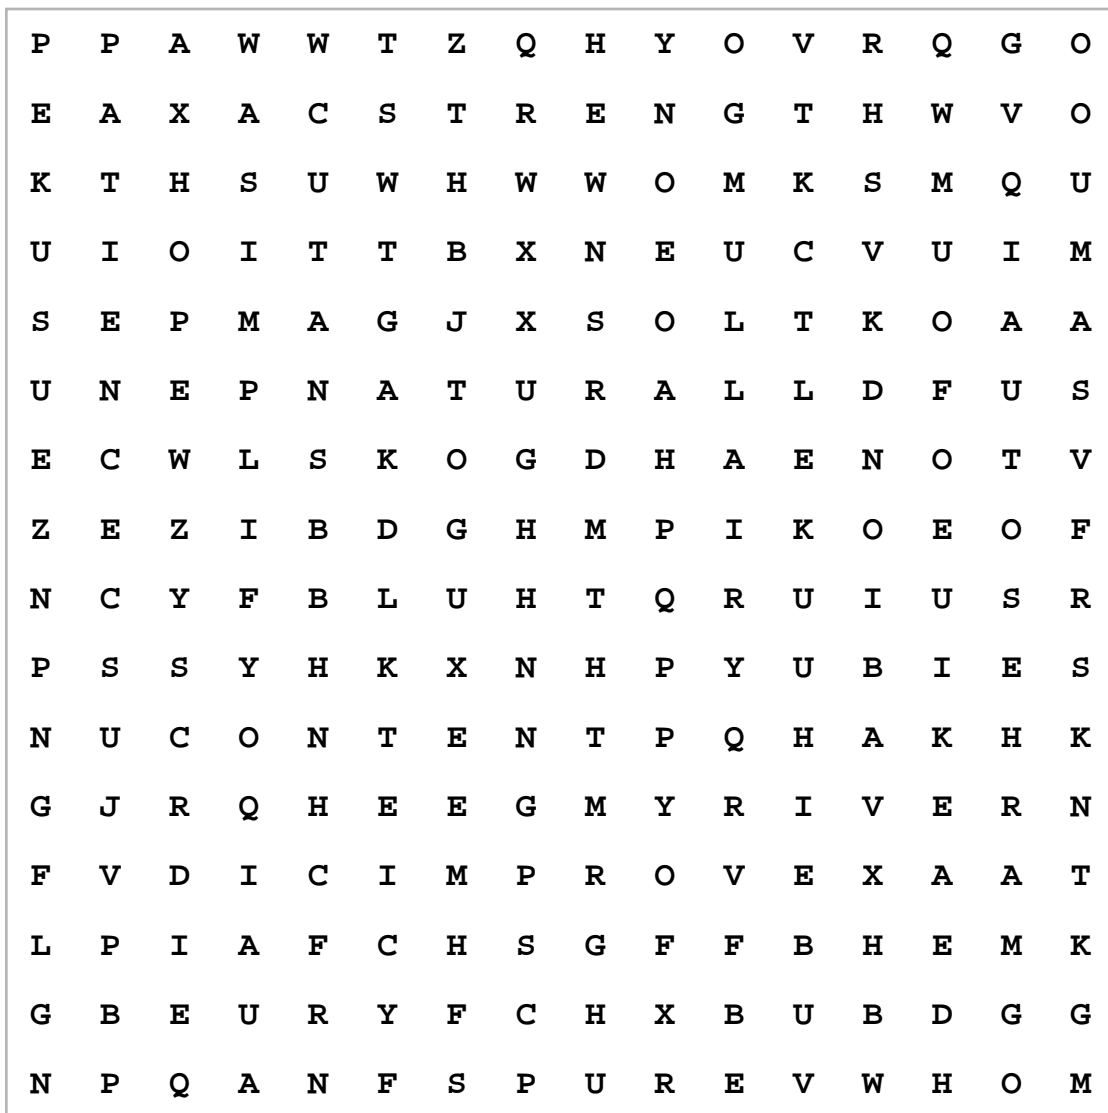 P P A W W T Z Q H Y O V R Q G O
E A X A C S T R E N G T H W V O
K T H S U W H W W O M K S M Q U
U I O I T T B X N E U C V U I M
S E P M A G J X S O L T K O A A
U N E P N A T U R A L L D F U S
E C W L S K O G D H A E N O T V
Z E Z I B D G H M P I K O E O F
N C Y F B L U H T Q R U I U S R
P S S Y H K X N H P Y U B I E S
N U C O N T E N T P Q H A K H K
G J R Q H E E G M Y R I V E R N
F V D I C I M P R O V E X A A T
L P I A F C H S G F F B H E M K
G B E U R Y F C H X B U B D G G
N P Q A N F S P U R E V W H O M